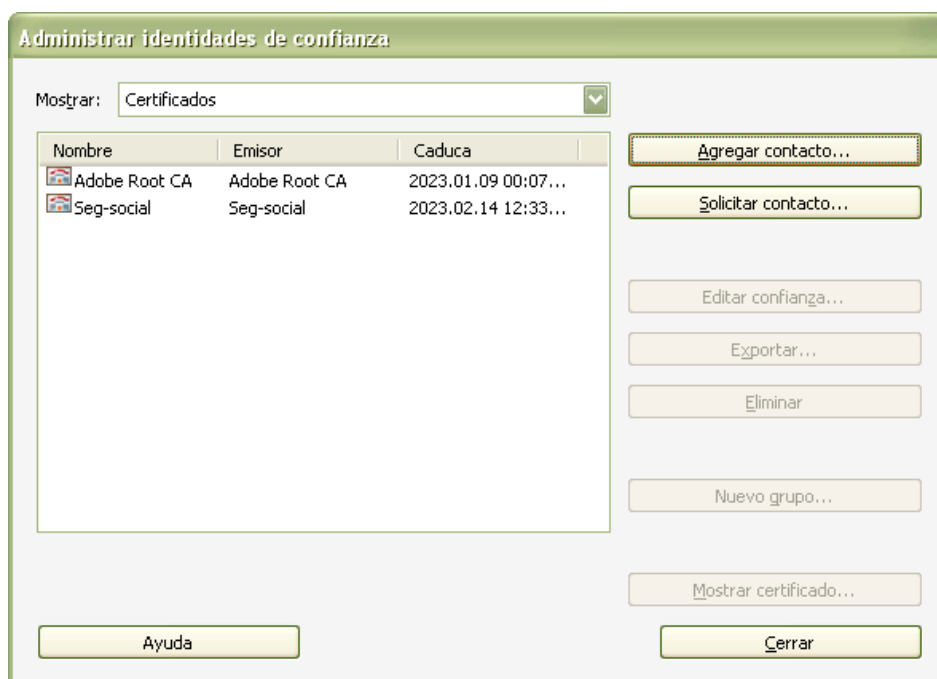 Administrar identidades de confianza
Mostrar: Certificados
Nombre Emisor Caduca
Adobe Root CA Adobe Root CA 2023.01.09 00:07...
Seg-social Seg-social 2023.02.14 12:33...
Agregar contacto...
Solicitar contacto...
Editar confianza...
Exportar...
Eliminar
Nuevo grupo...
Mostrar certificado...
Ayuda
Cerrar